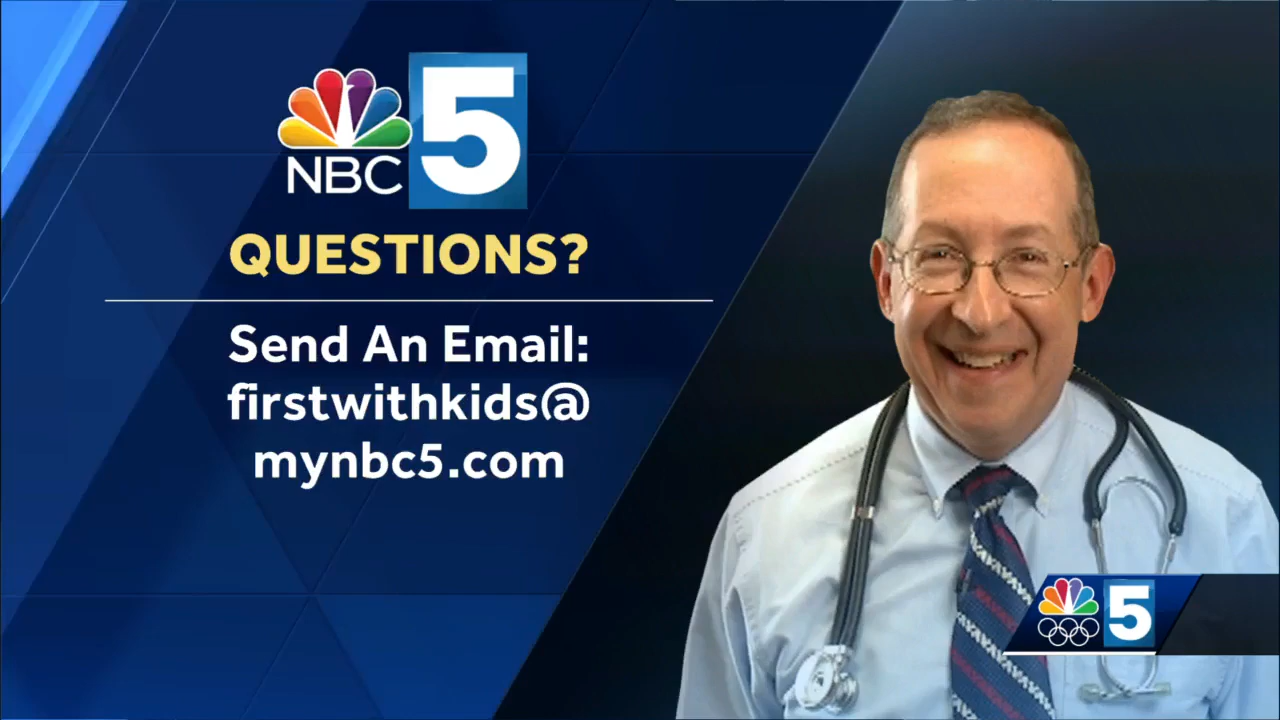 NBC 5
QUESTIONS?
Send An Email:
firstwithkids@
mynbc5.com
5